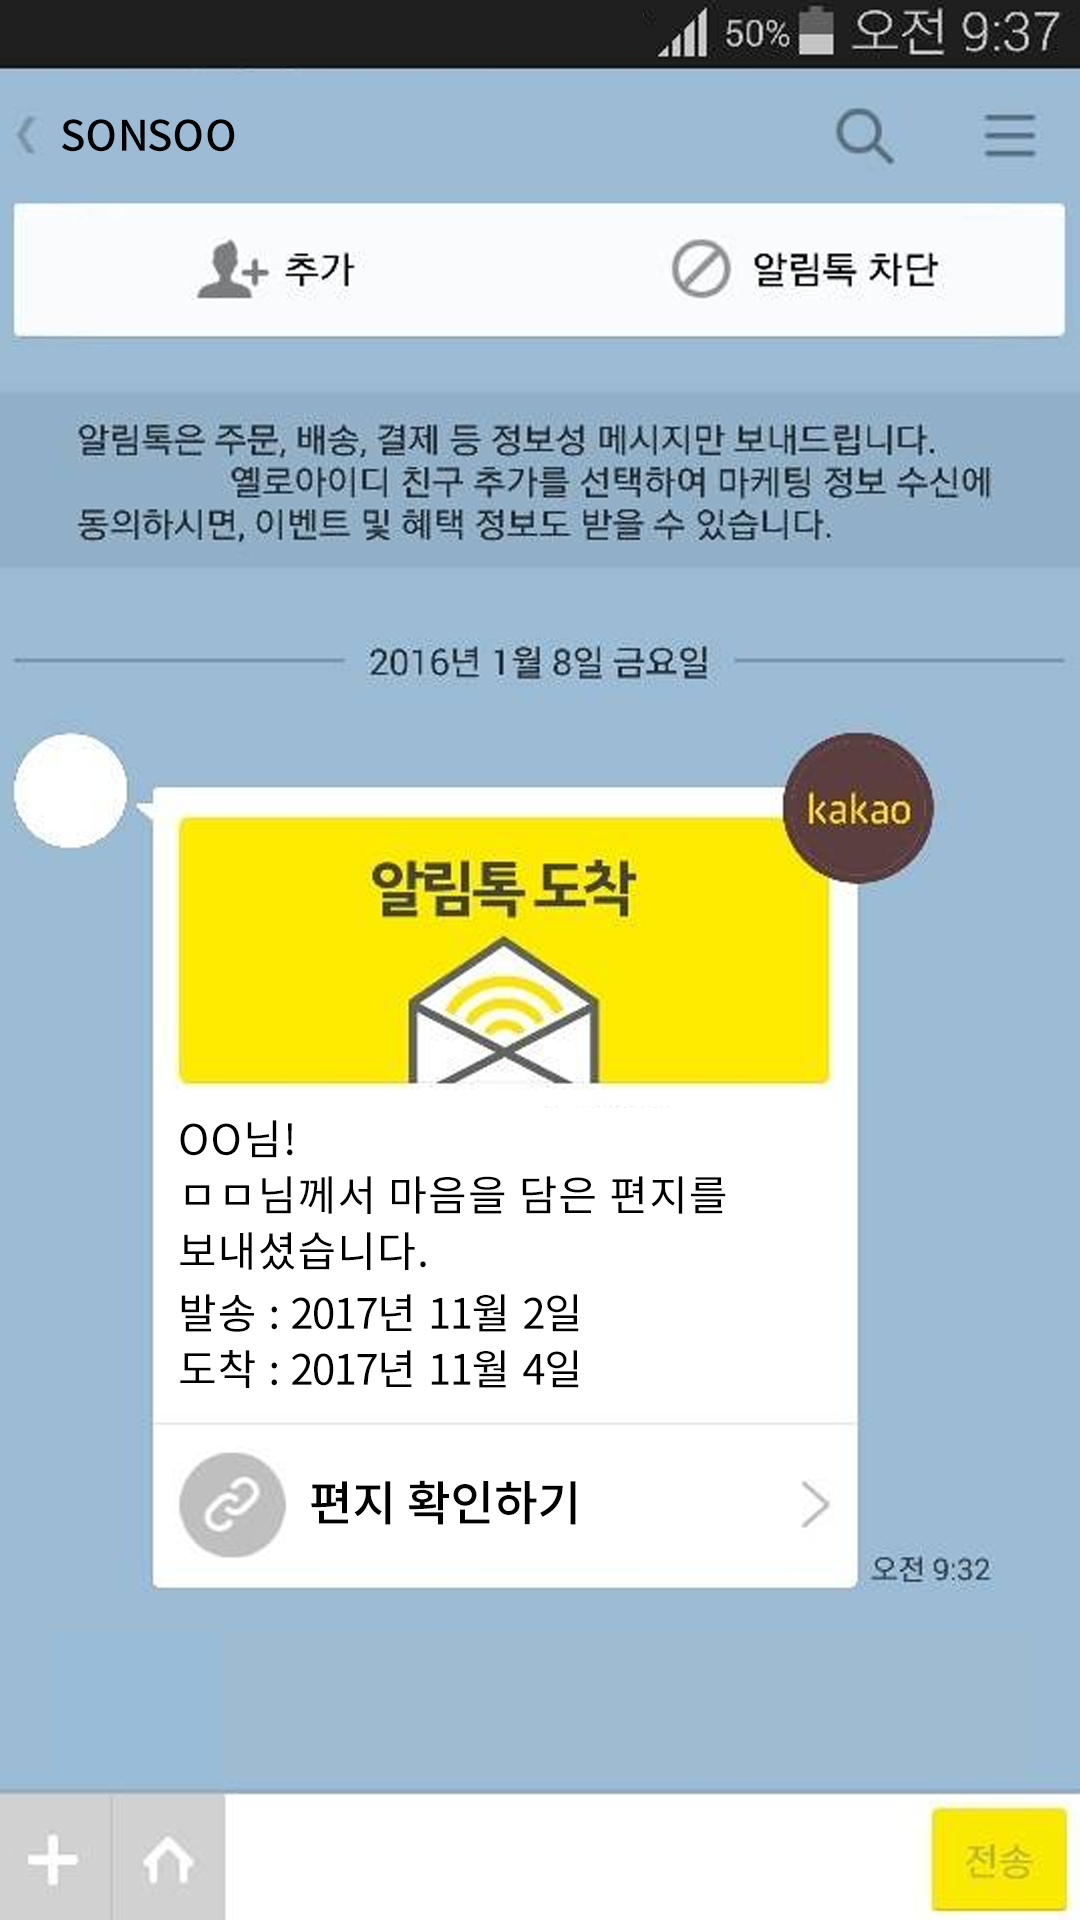 50% 오전 9:37
SONSOO
추가 알림톡 차단
알림톡은 주문, 배송, 결제 등 정보성 메시지만 보내드립니다.
옐로아이디 친구 추가를 선택하여 마케팅 정보 수신에
동의하시면, 이벤트 및 혜택 정보도 받을 수 있습니다.
2016년 1월 8일 금요일
kakao
알림톡 도착
OO님!
ㅁㅁ님께서 마음을 담은 편지를
보내셨습니다.
발송 : 2017년 11월 2일
도착 : 2017년 11월 4일
편지 확인하기
오전 9:32
전송